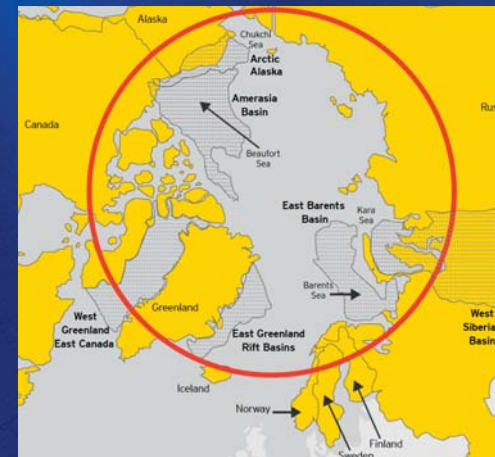 Alaska
Chukchi
Sea
Arctic
Alaska
Amerasia
Basin
Canada
Beaufort
Sea
East Barents
Basin
Kara
Sea
Barents
Sea
West
Greenland
East Canada
Greenland
East Greenland
Rift Basins
West
Siberia
Basin
Iceland
Norway
Finland
Sweden